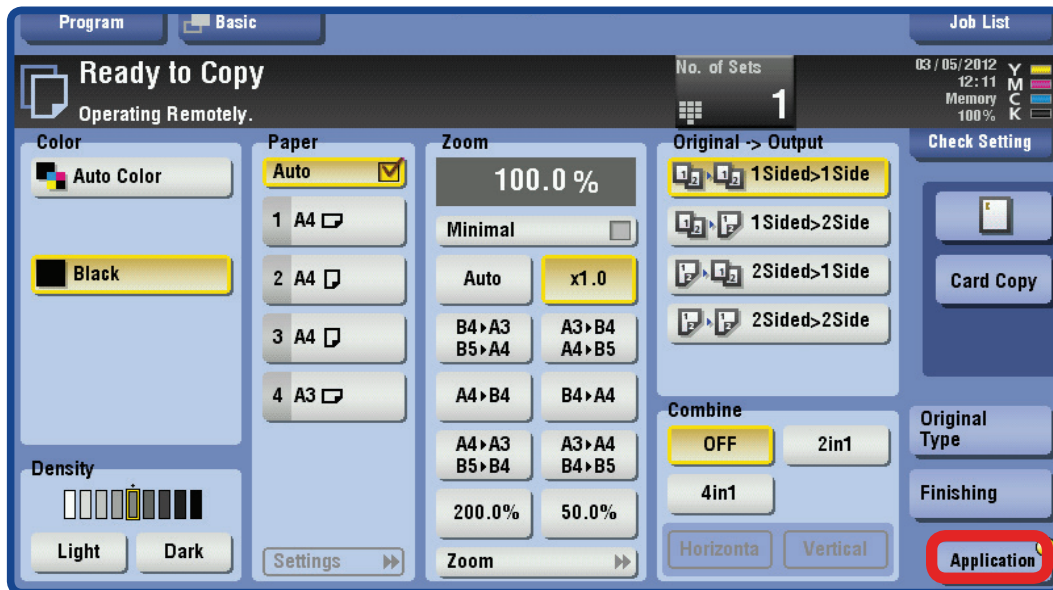 Program
Basic
Job List
Ready to Copy
Operating Remotely.
No. of Sets
1
03/05/2012
12:11
Memory
100%
Y
M
C
K
Color
Auto Color
Black
Density
Light
Dark
Paper
Auto
1 A4
2 A4
3 A4
4 A3
Settings
Zoom
100.0 %
Minimal
Auto
x1.0
B4▸A3
B5▸A4
A3▸B4
A4▸B5
A4▸B4
B4▸A4
A4▸A3
B5▸B4
A3▸A4
B4▸B5
200.0%
50.0%
Zoom
Original -> Output
1Sided>1Side
1Sided>2Side
2Sided>1Side
2Sided>2Side
Combine
OFF
2in1
4in1
Horizonta
Vertical
Check Setting
Card Copy
Original
Type
Finishing
Application